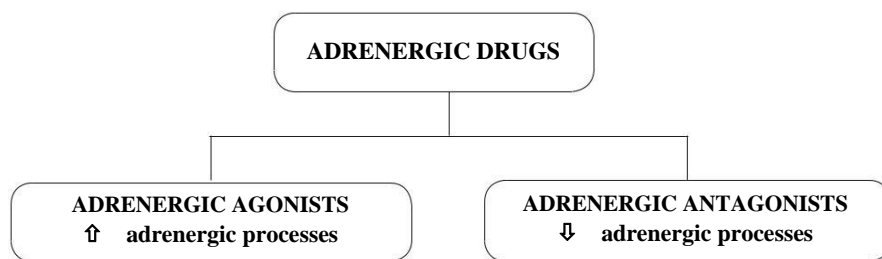 ADRENERGIC DRUGS
ADRENERGIC AGONISTS
⇧ adrenergic processes
ADRENERGIC ANTAGONISTS
⇩ adrenergic processes